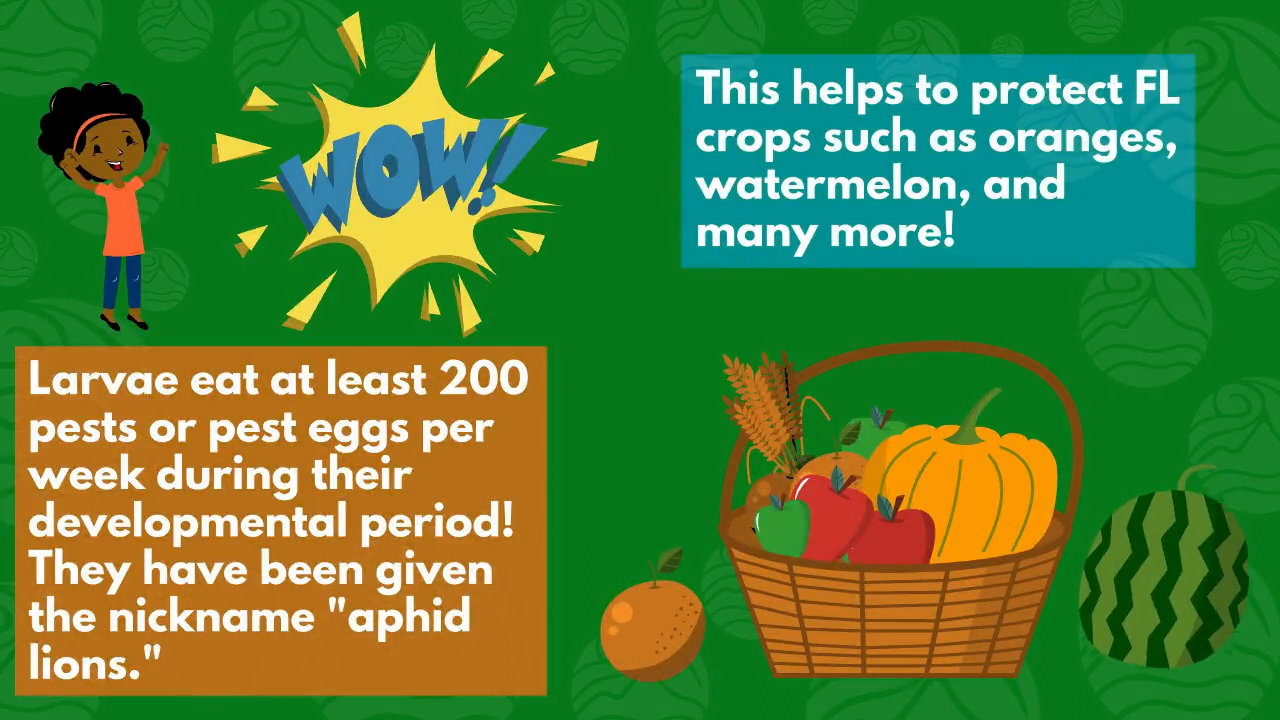 WOW!!
This helps to protect FL
crops such as oranges,
watermelon, and
many more!
Larvae eat at least 200
pests or pest eggs per
week during their
developmental period!
They have been given
the nickname "aphid
lions."